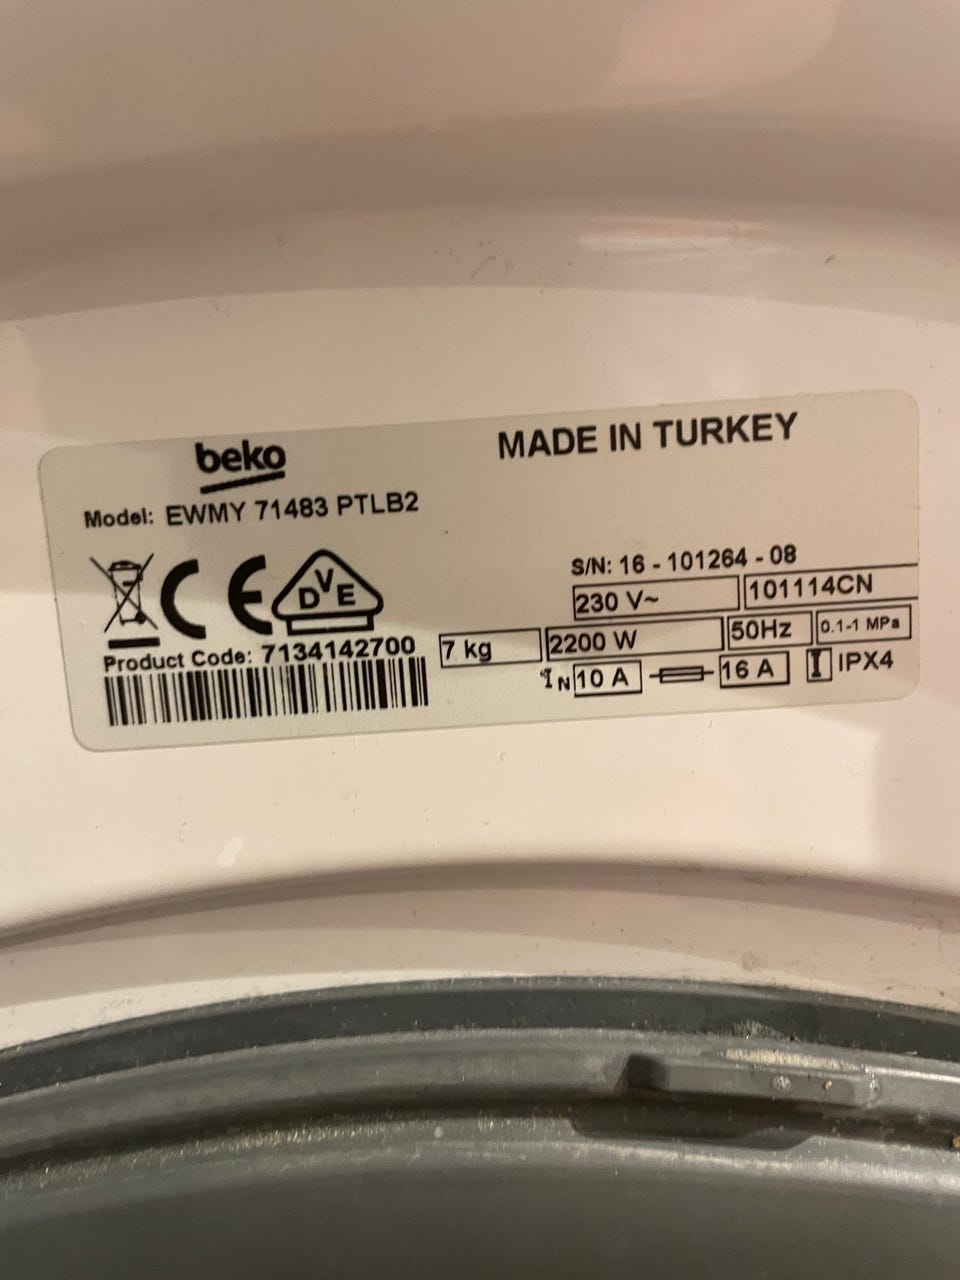 beko
MADE IN TURKEY
Model: EWMY 71483 PTLB2
CE
DVE
S/N: 16 - 101264 - 08
230 V~ 101114CN
Product Code: 7134142700
7 kg 2200 W 50Hz 0.1-1 MPa
IN 10 A 16 A I IPX4